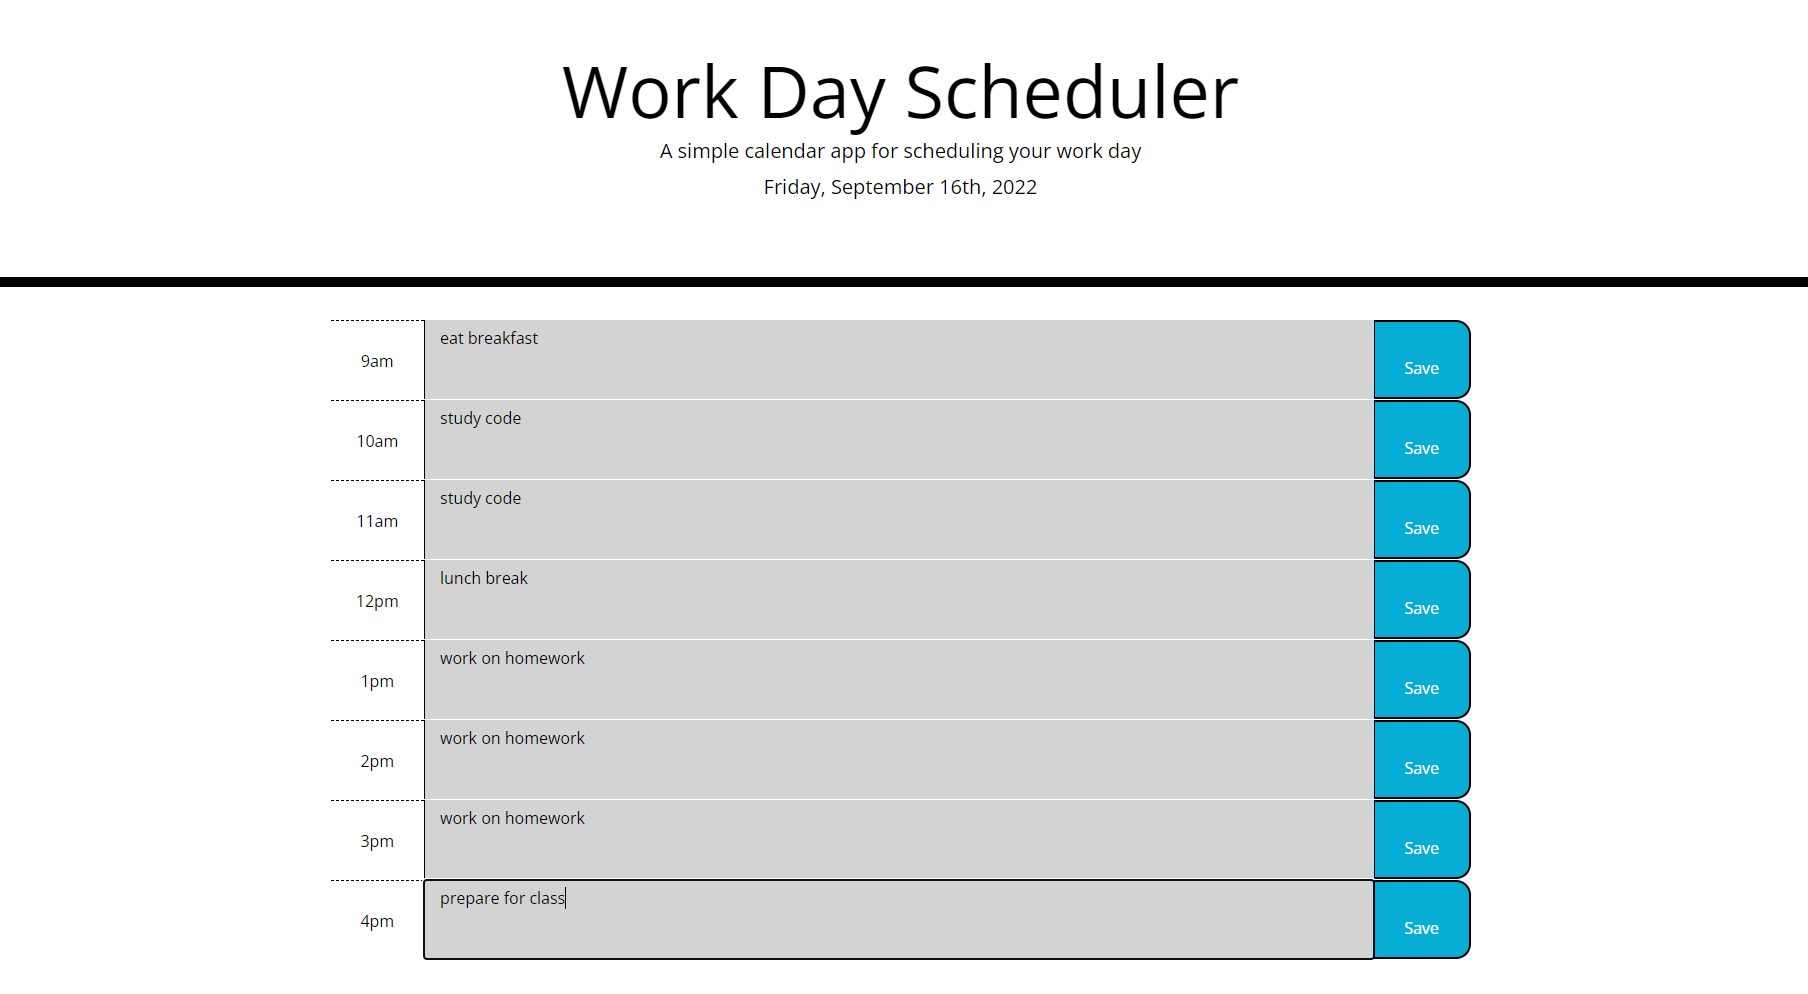 Work Day Scheduler
A simple calendar app for scheduling your work day
Friday, September 16th, 2022
9am eat breakfast Save
10am study code Save
11am study code Save
12pm lunch break Save
1pm work on homework Save
2pm work on homework Save
3pm work on homework Save
4pm prepare for class Save